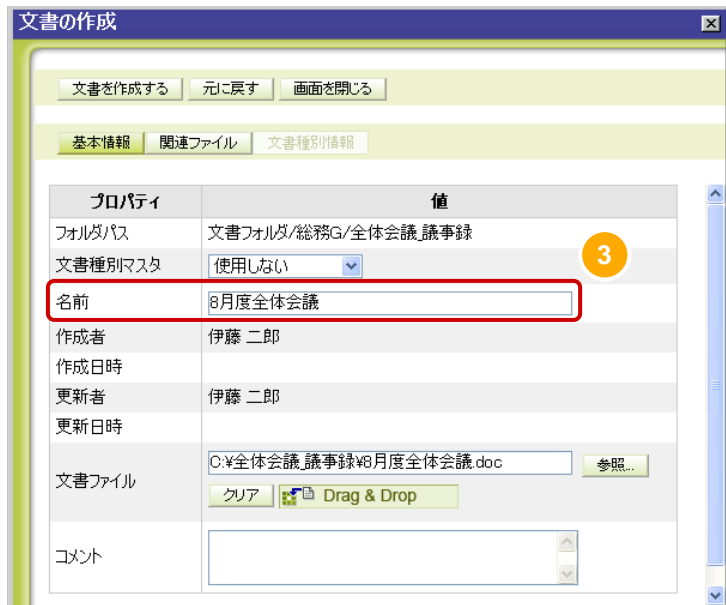 文書の作成
文書を作成する 元に戻す 画面を閉じる
基本情報 関連ファイル 文書種別情報
プロパティ 値
フォルダパス 文書フォルダ/総務G/全体会議_議事録
文書種別マスタ 使用しない
3
名前 8月度全体会議
作成者 伊藤 二郎
作成日時
更新者 伊藤 二郎
更新日時
文書ファイル C:¥全体会議_議事録¥8月度全体会議.doc 参照...
クリア Drag & Drop
コメント